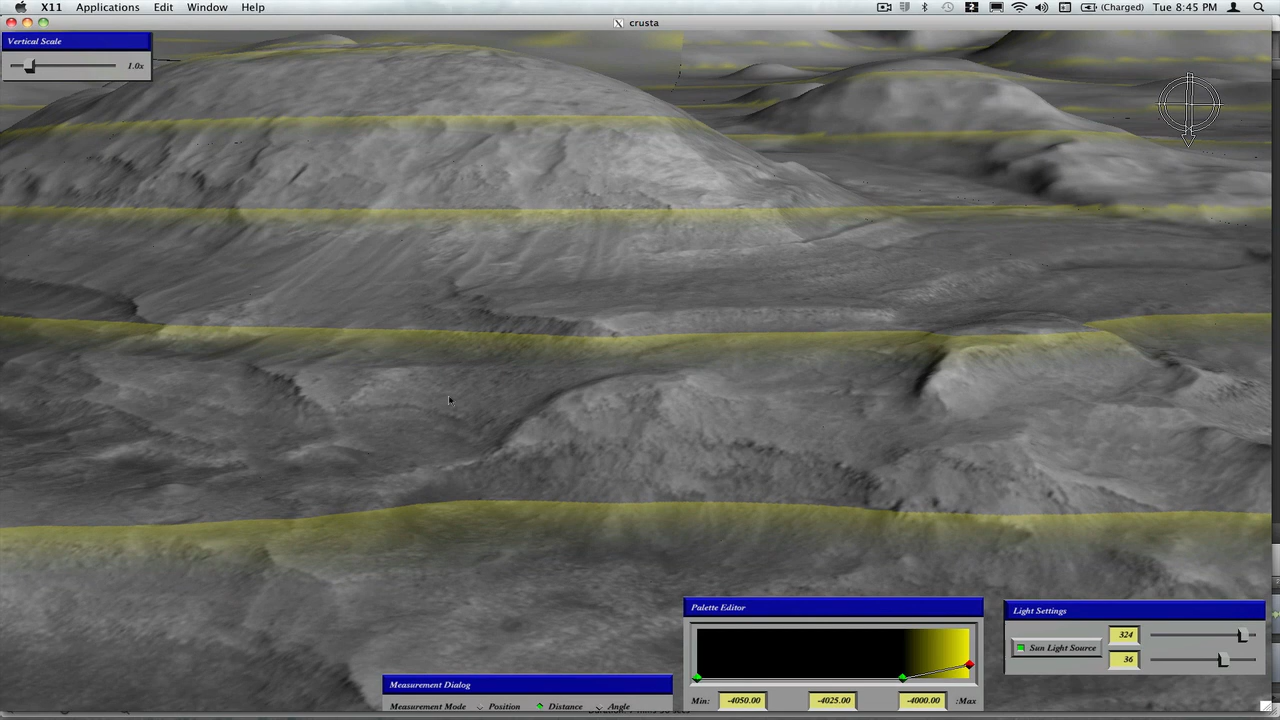 X11 Applications Edit Window Help (Charged) Tue 8:45 PM
crusta
Vertical Scale
1.0x
Palette Editor
Min: -4050.00 -4025.00 -4000.00 :Max
Light Settings
Sun Light Source 324
36
Measurement Dialog
Measurement Mode Position Distance Angle